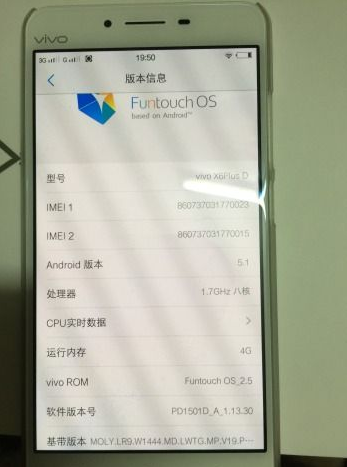 vivo
3G G 19:50
版本信息
Funtouch OS
based on Android™
型号 vivo X6Plus D
IMEI 1 860737031770023
IMEI 2 860737031770015
Android 版本 5.1
处理器 1.7GHz 八核
CPU实时数据
运行内存 4G
vivo ROM Funtouch OS_2.5
软件版本号 PD1501D_A_1.13.30
基带版本 MOLY.LR9.W1444.MD.LWTG.MP.V19.P···